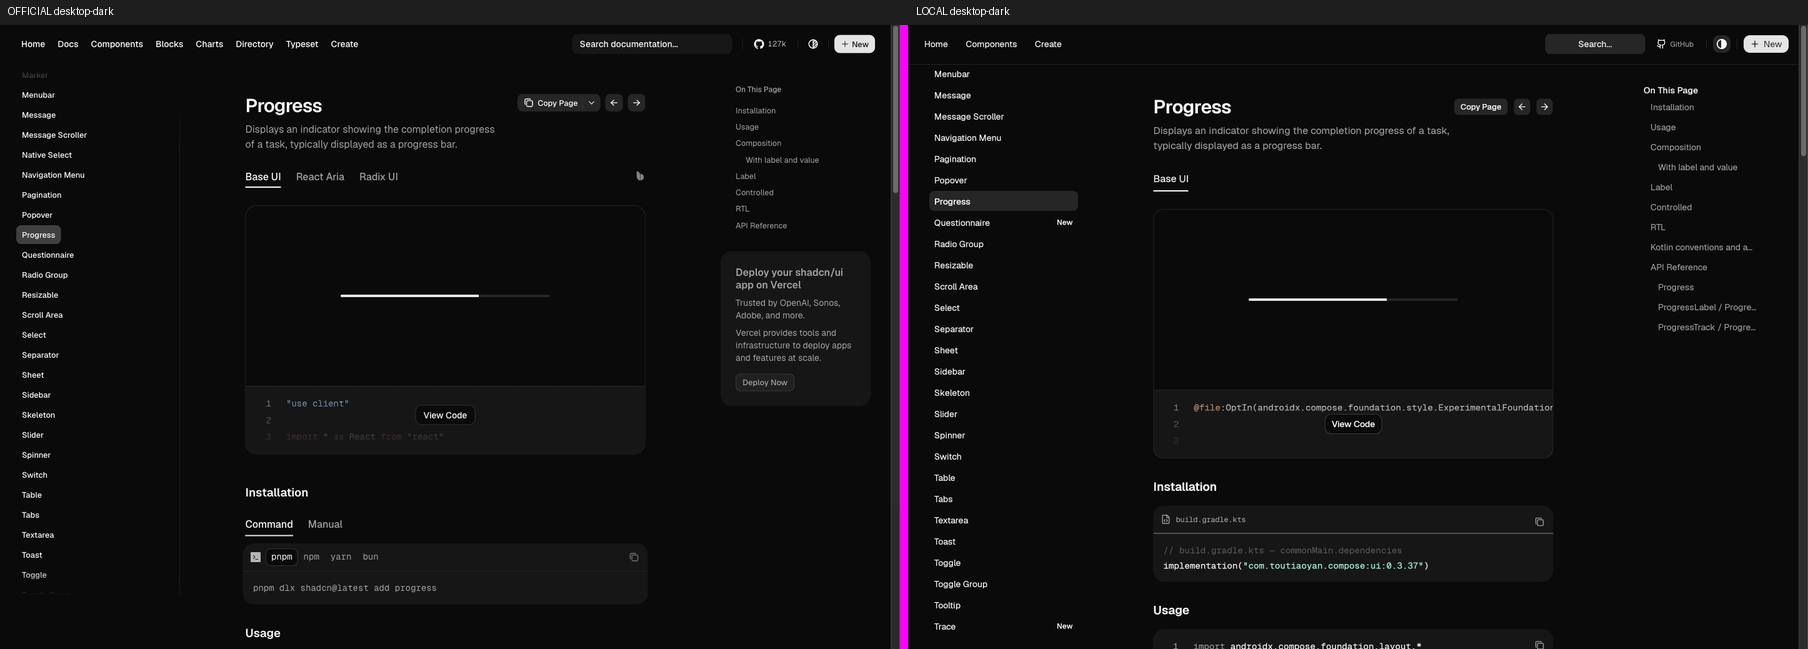 OFFICIAL desktop-dark
Home Docs Components Blocks Charts Directory Typeset Create
Search documentation...
127k
+ New
Marker
Menubar
Message
Message Scroller
Native Select
Navigation Menu
Pagination
Popover
Progress
Questionnaire
Radio Group
Resizable
Scroll Area
Select
Separator
Sheet
Sidebar
Skeleton
Slider
Spinner
Switch
Table
Tabs
Textarea
Toast
Toggle
Progress
Copy Page
Displays an indicator showing the completion progress
of a task, typically displayed as a progress bar.
Base UI React Aria Radix UI
1 "use client"
2
3 import * as React from "react"
View Code
Installation
Command Manual
pnpm npm yarn bun
pnpm dlx shadcn@latest add progress
Usage
On This Page
Installation
Usage
Composition
With label and value
Label
Controlled
RTL
API Reference
Deploy your shadcn/ui
app on Vercel
Trusted by OpenAI, Sonos,
Adobe, and more.
Vercel provides tools and
infrastructure to deploy apps
and features at scale.
Deploy Now
LOCAL desktop-dark
Home Components Create
Search...
GitHub
+ New
Menubar
Message
Message Scroller
Navigation Menu
Pagination
Popover
Progress
Questionnaire New
Radio Group
Resizable
Scroll Area
Select
Separator
Sheet
Sidebar
Skeleton
Slider
Spinner
Switch
Table
Tabs
Textarea
Toast
Toggle
Toggle Group
Tooltip
Trace New
Progress
Copy Page
Displays an indicator showing the completion progress of a task,
typically displayed as a progress bar.
Base UI
1 @file:OptIn(androidx.compose.foundation.style.ExperimentalFoundation
2
3
View Code
Installation
build.gradle.kts
// build.gradle.kts — commonMain.dependencies
implementation("com.toutiaoyan.compose:ui:0.3.37")
Usage
1 import androidx.compose.foundation.layout.*
On This Page
Installation
Usage
Composition
With label and value
Label
Controlled
RTL
Kotlin conventions and a...
API Reference
Progress
ProgressLabel / Progre...
ProgressTrack / Progre...